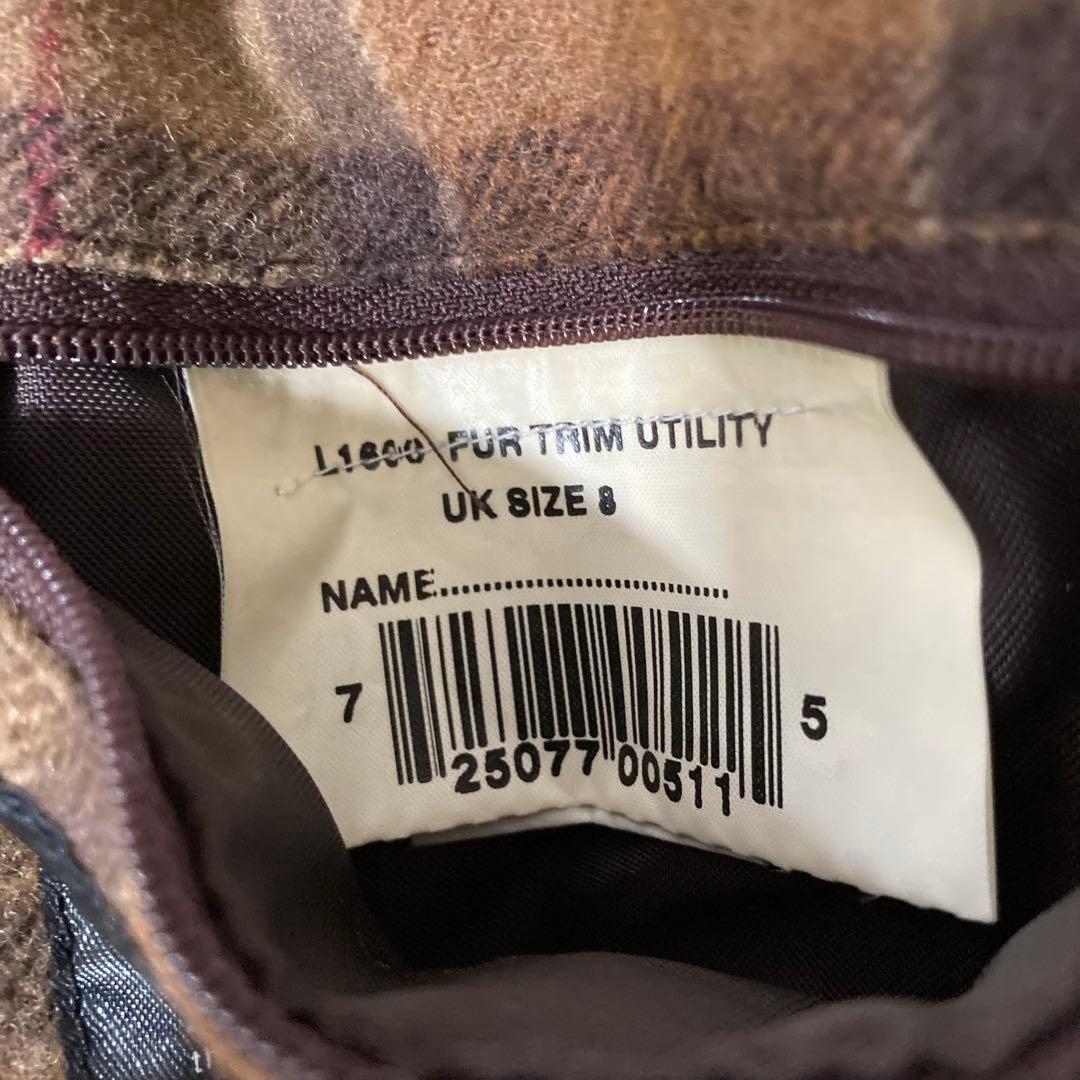 L1600 FUR TRIM UTILITY
UK SIZE 8
NAME............................
7 25077 00511 5